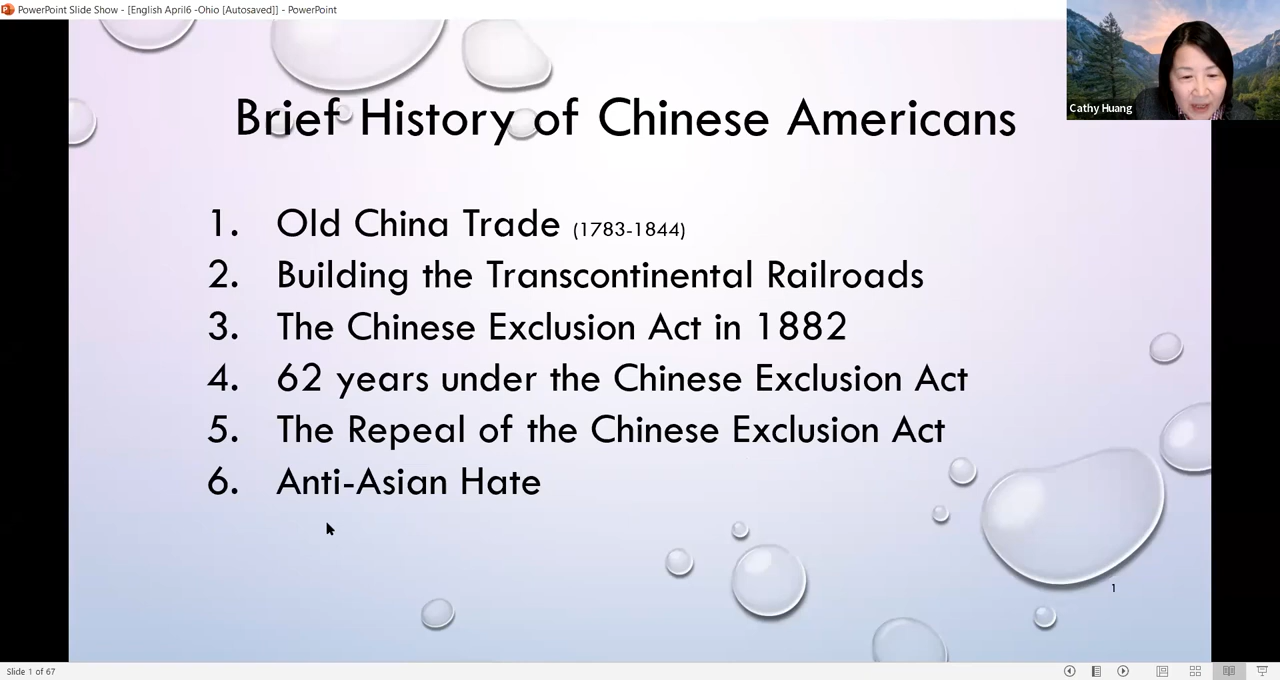 PowerPoint Slide Show - [English April6 -Ohio [Autosaved]] - PowerPoint
Cathy Huang
Brief History of Chinese Americans
1. Old China Trade (1783-1844)
2. Building the Transcontinental Railroads
3. The Chinese Exclusion Act in 1882
4. 62 years under the Chinese Exclusion Act
5. The Repeal of the Chinese Exclusion Act
6. Anti-Asian Hate
1
Slide 1 of 67